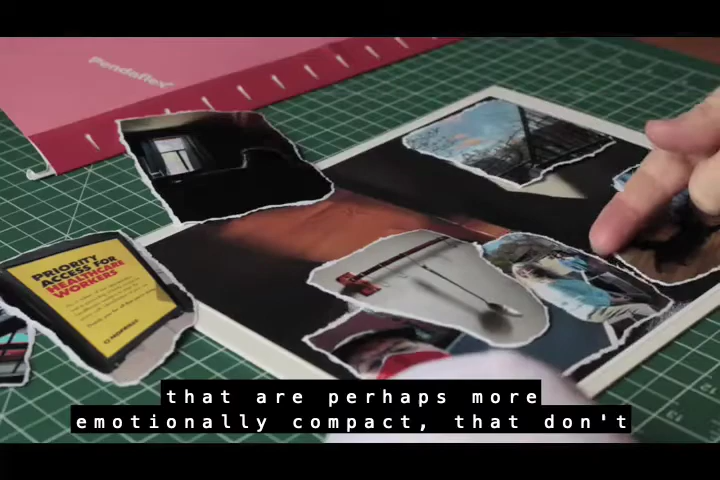 Pendaflex
PRIORITY
ACCESS FOR
HEALTHCARE
WORKERS
that are perhaps more
emotionally compact, that don't